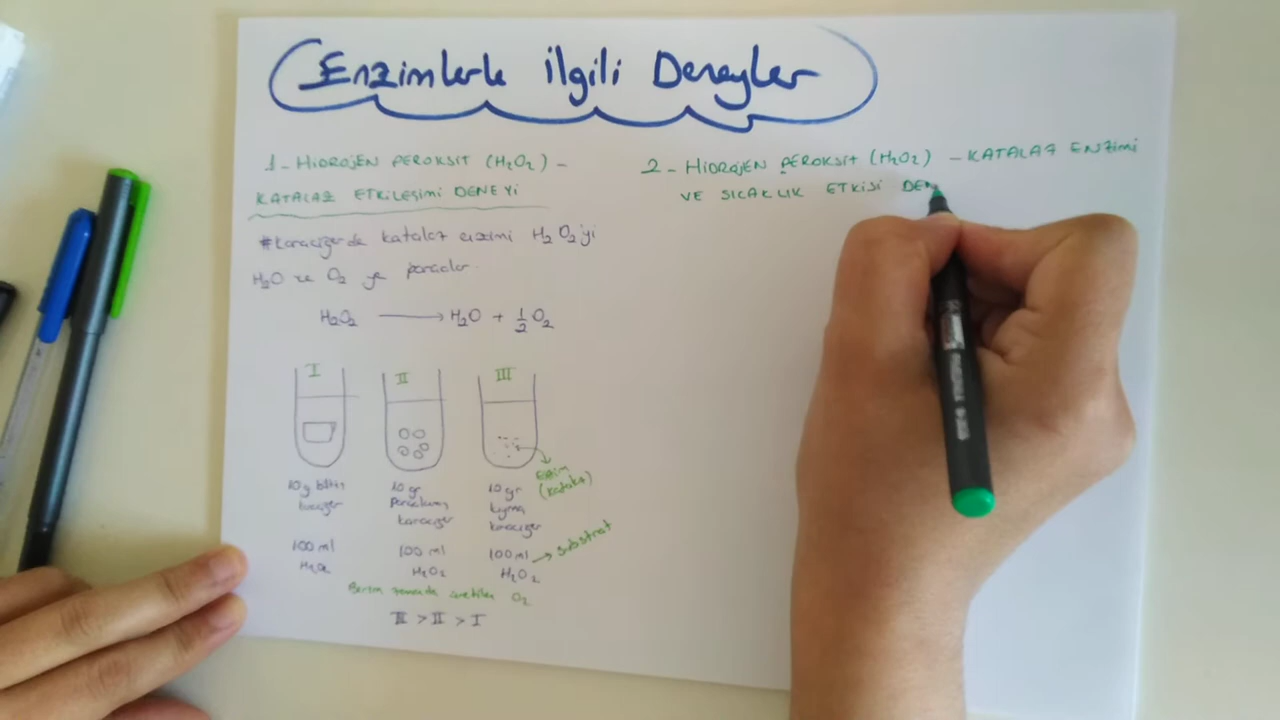 Enzimlerle ilgili Deneyler
1- HİDROJEN PEROKSİT (H₂O₂) -
KATALAZ ETKİLEŞİMİ DENEYİ
#Karaciğerde katalaz enzimi H₂O₂'yi
H₂O ve O₂ ye parçalar.
H₂O₂ → H₂O + 1/2 O₂
I
II
III
Enzim
(katalaz)
10 g bütün
karaciğer
10 gr
parçalanmış
karaciğer
10 gr
kıyma
karaciğer
100 ml
H₂O₂
100 ml
H₂O₂
100 ml
H₂O₂
→ substrat
Birim zamanda üretilen O₂
III > II > I
2- HİDROJEN PEROKSİT (H₂O₂) - KATALAZ ENZİMİ
VE SICAKLIK ETKİSİ DEN